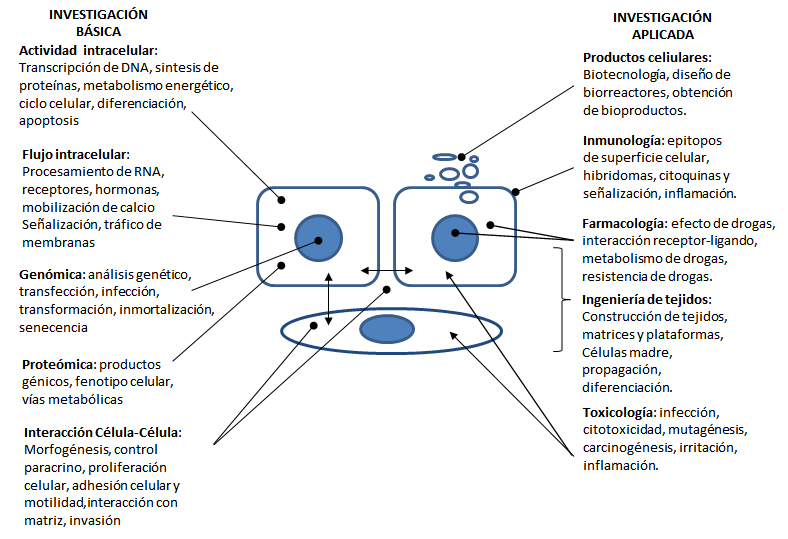 INVESTIGACIÓN
BÁSICA
Actividad intracelular:
Transcripción de DNA, sintesis de
proteínas, metabolismo energético,
ciclo celular, diferenciación,
apoptosis
Flujo intracelular:
Procesamiento de RNA,
receptores, hormonas,
mobilización de calcio
Señalización, tráfico de
membranas
Genómica: análisis genético,
transfección, infección,
transformación, inmortalización,
senecencia
Proteómica: productos
génicos, fenotipo celular,
vías metabólicas
Interacción Célula-Célula:
Morfogénesis, control
paracrino, proliferación
celular, adhesión celular y
motilidad,interacción con
matriz, invasión
INVESTIGACIÓN
APLICADA
Productos celiulares:
Biotecnología, diseño de
biorreactores, obtención
de bioproductos.
Inmunología: epitopos
de superficie celular,
hibridomas, citoquinas y
señalización, inflamación.
Farmacología: efecto de drogas,
interacción receptor-ligando,
metabolismo de drogas,
resistencia de drogas.
Ingeniería de tejidos:
Construcción de tejidos,
matrices y plataformas,
Células madre,
propagación,
diferenciación.
Toxicología: infección,
citotoxicidad, mutagénesis,
carcinogénesis, irritación,
inflamación.